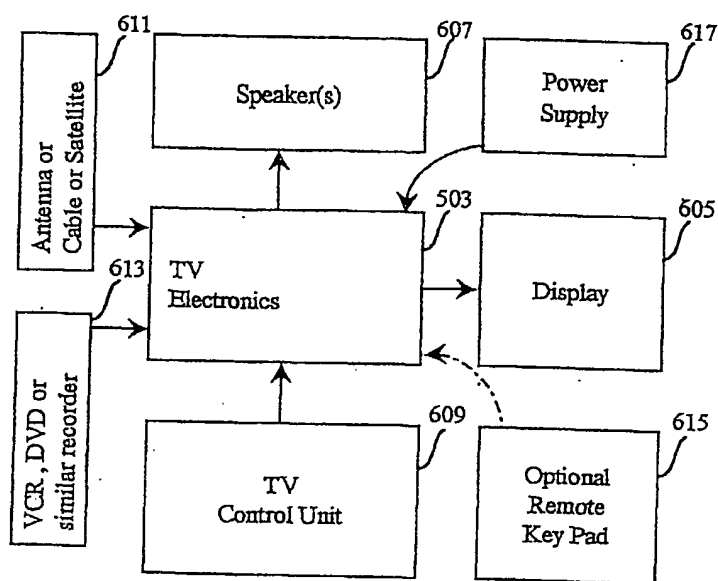 611
607
617
Speaker(s)
Power
Supply
Antenna or
Cable or Satellite
503
605
TV
Electronics
Display
613
VCR, DVD or
similar recorder
609
615
TV
Control Unit
Optional
Remote
Key Pad